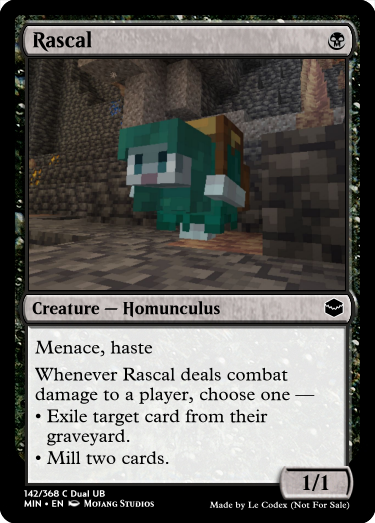 Rascal
Creature — Homunculus
Menace, haste
Whenever Rascal deals combat
damage to a player, choose one —
• Exile target card from their
graveyard.
• Mill two cards.
1/1
142/368 C Dual UB
MIN • EN Mojang Studios
Made by Le Codex (Not For Sale)